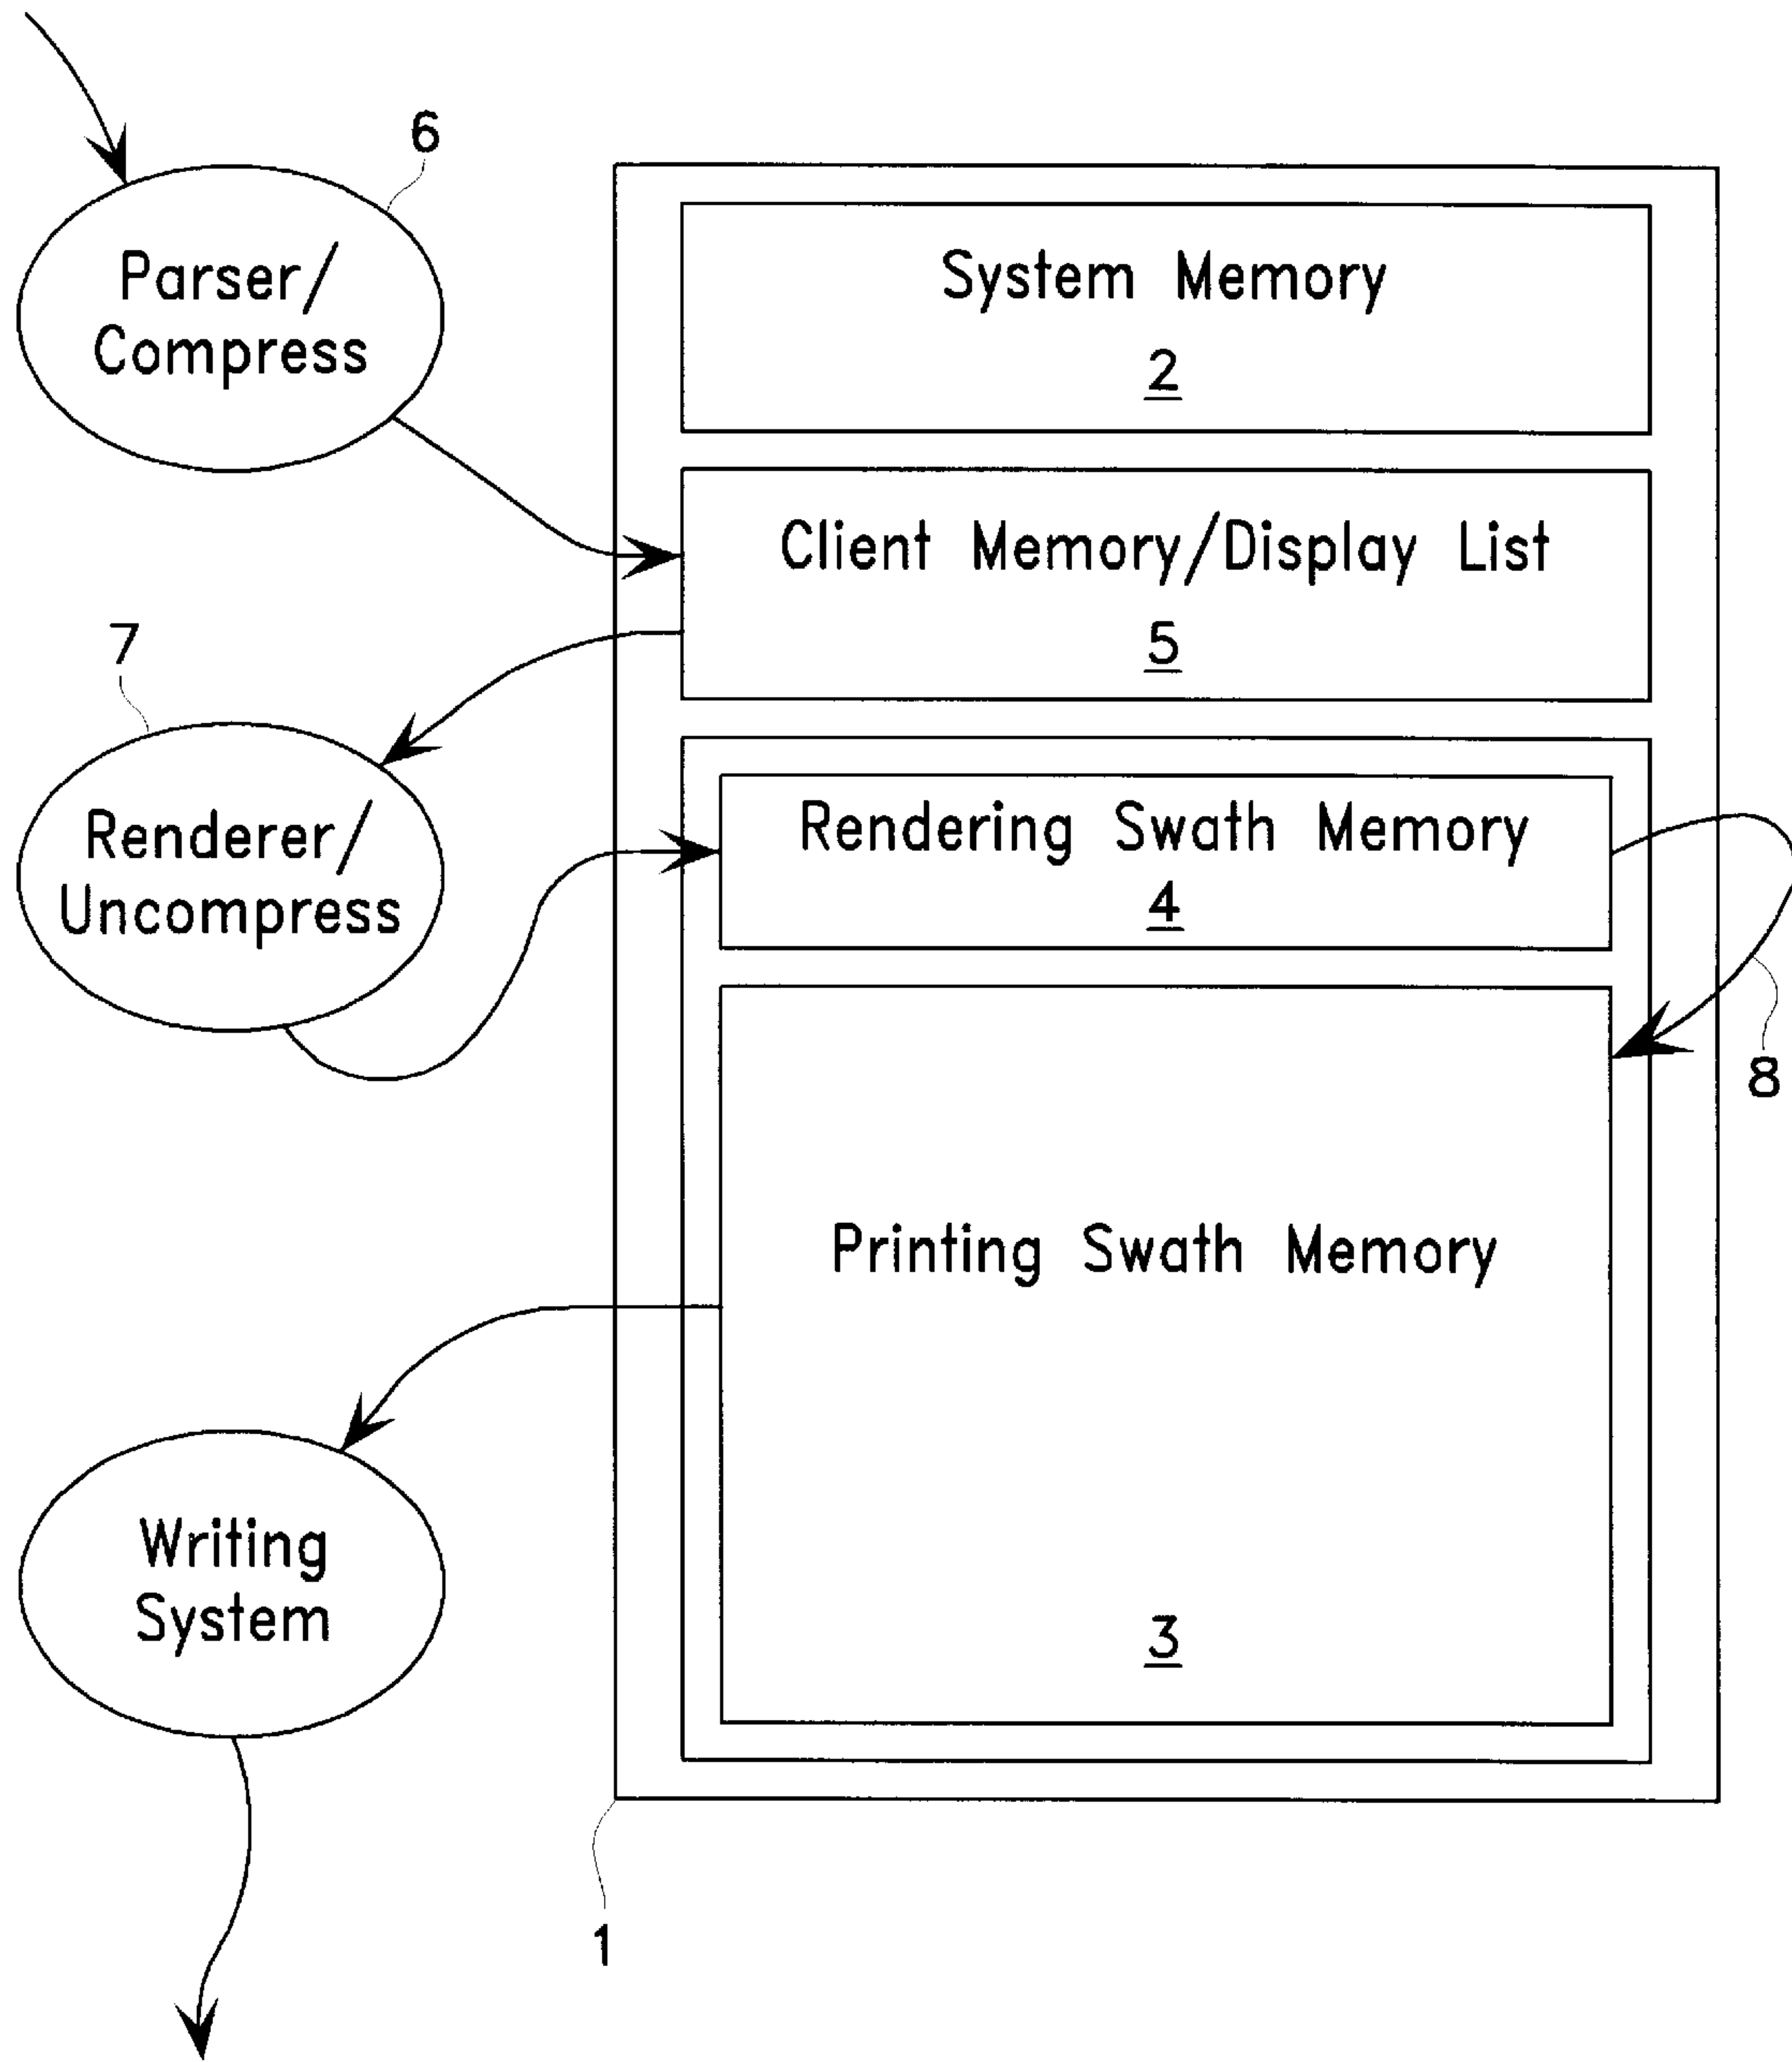 6
Parser/
Compress
System Memory
2
Client Memory/Display List
5
7
Renderer/
Uncompress
Rendering Swath Memory
4
8
Printing Swath Memory
Writing
System
3
1